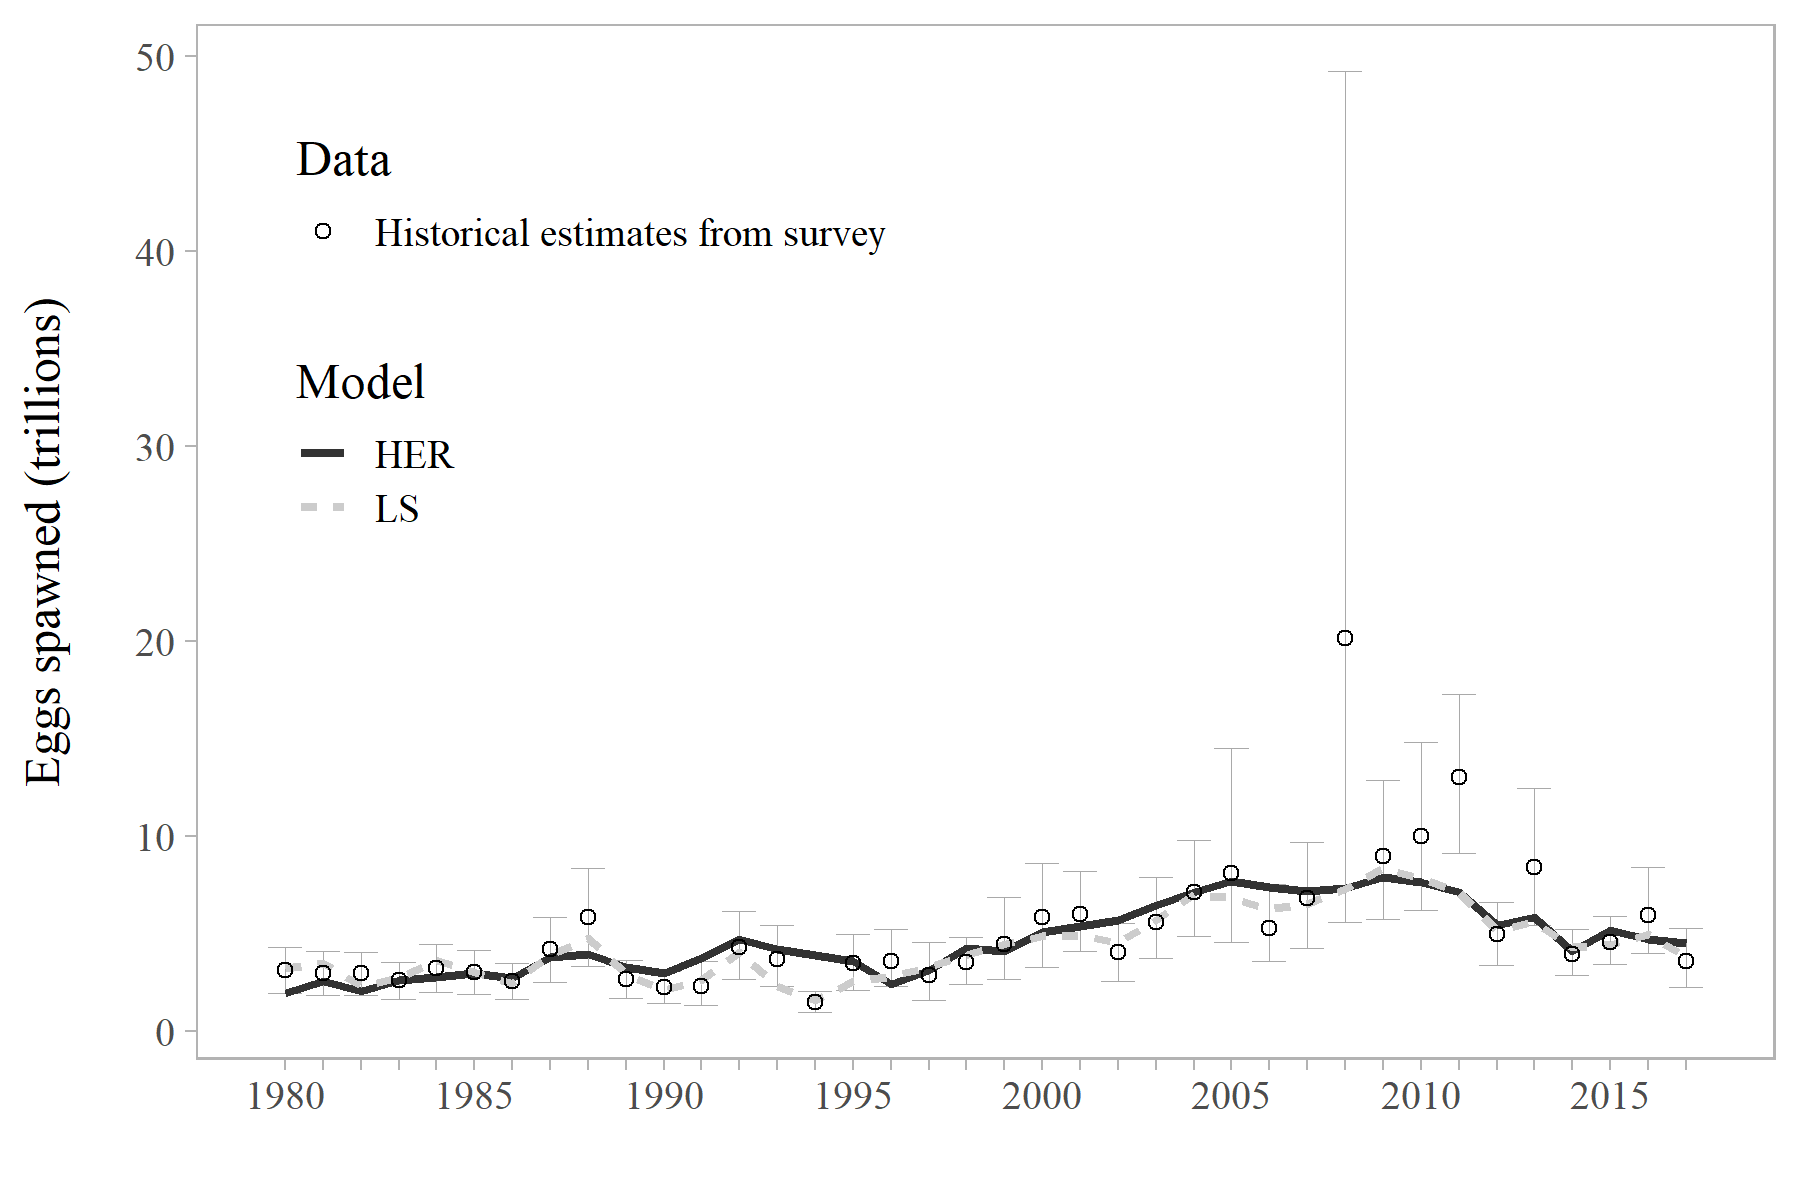 Eggs spawned (trillions)
50
40
30
20
10
0
Data
Historical estimates from survey
Model
HER
LS
1980 1985 1990 1995 2000 2005 2010 2015